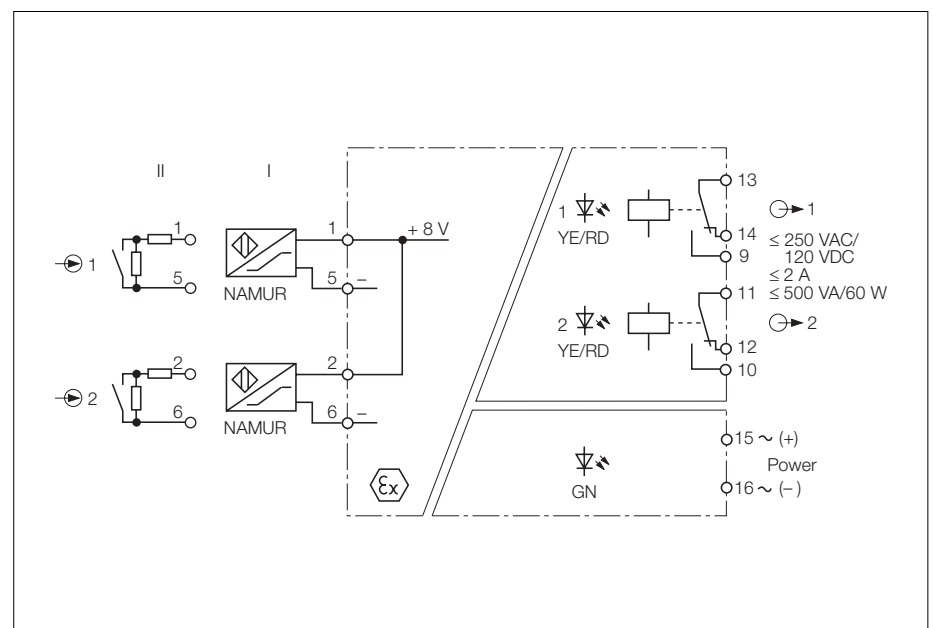 II
I
1
5
1
NAMUR
1
5
–
+ 8 V
2
6
2
NAMUR
2
6
–
Ex
1
YE/RD
13
14
9
1
≤ 250 VAC/
120 VDC
≤ 2 A
≤ 500 VA/60 W
2
YE/RD
11
12
10
2
GN
15 ~ (+)
Power
16 ~ (–)